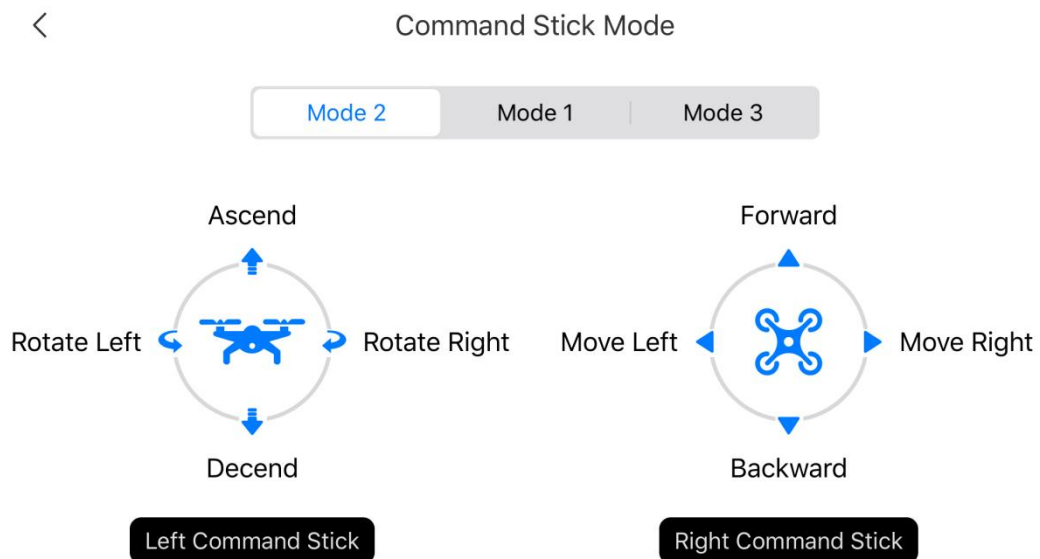 Command Stick Mode
Mode 2 Mode 1 Mode 3
Ascend
Rotate Left Rotate Right
Decend
Left Command Stick
Forward
Move Left Move Right
Backward
Right Command Stick